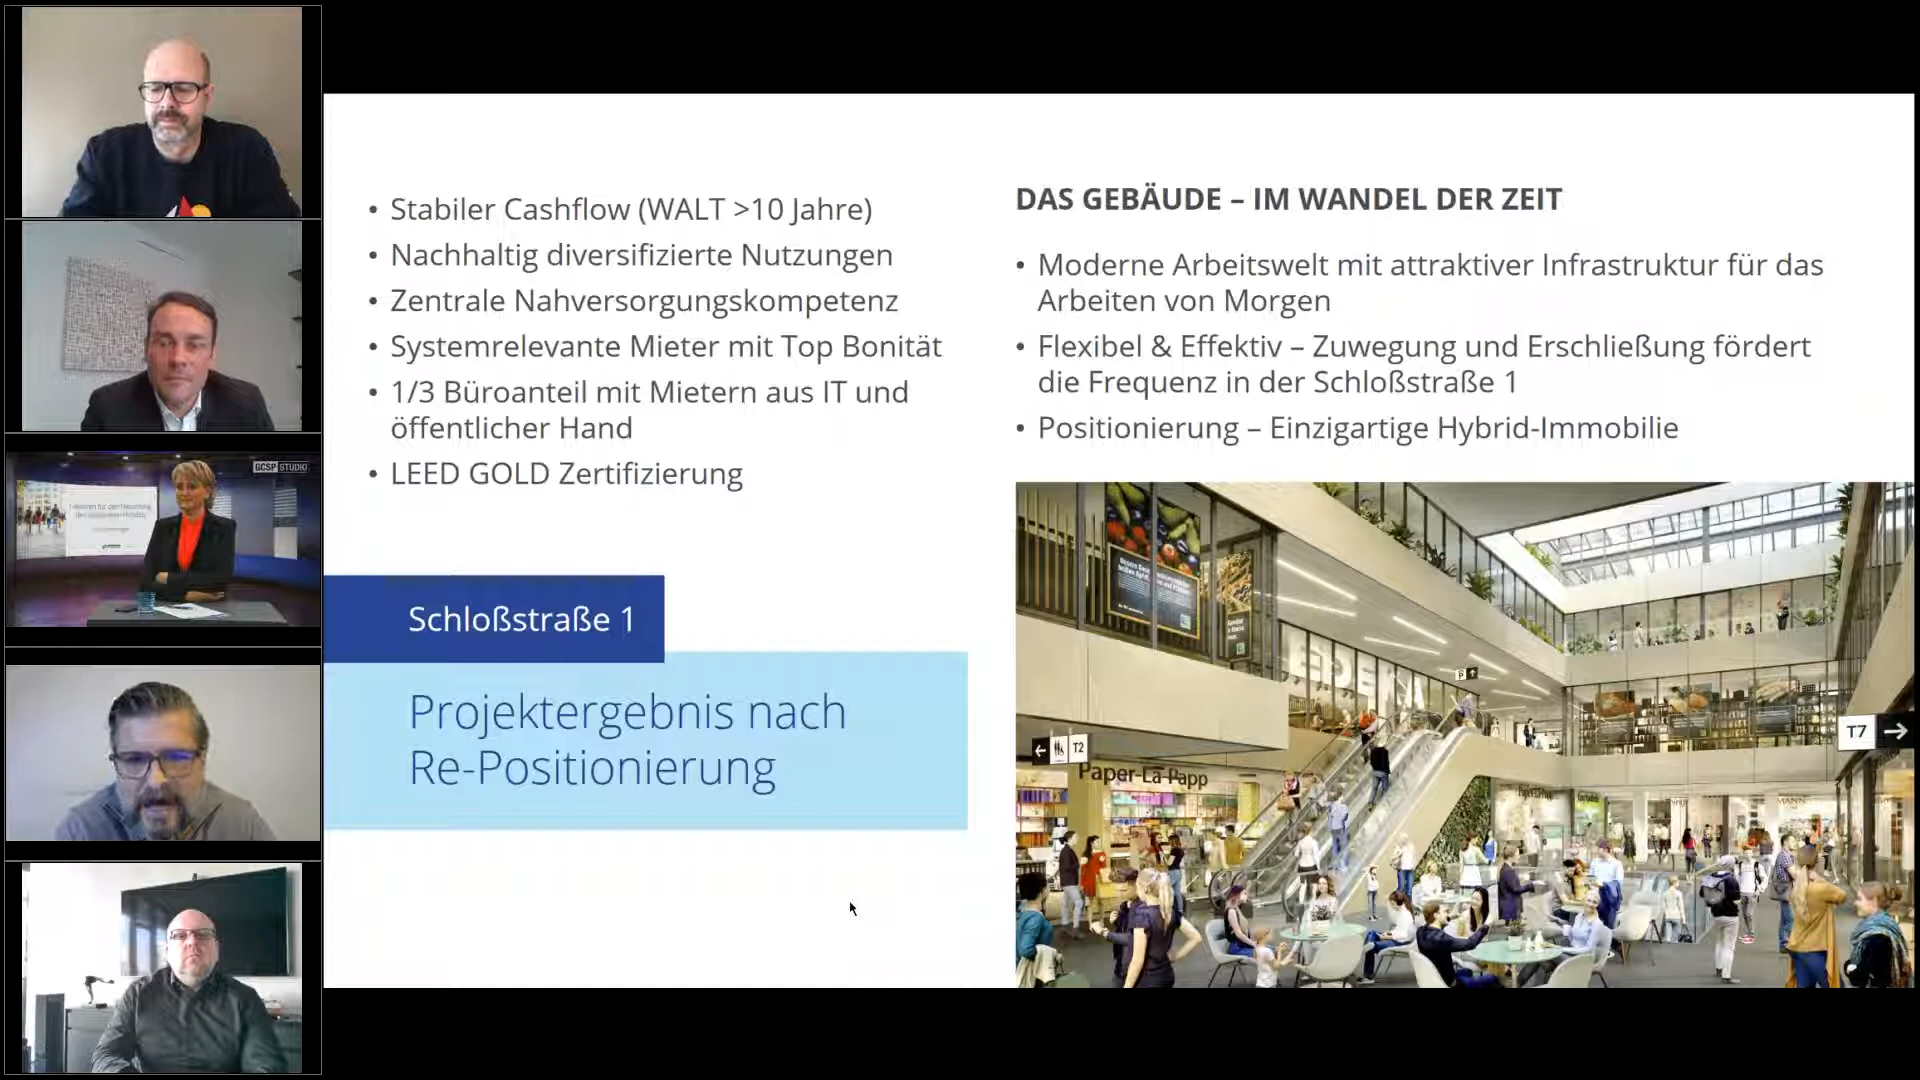 GCSP STUDIO
• Stabiler Cashflow (WALT >10 Jahre)
• Nachhaltig diversifizierte Nutzungen
• Zentrale Nahversorgungskompetenz
• Systemrelevante Mieter mit Top Bonität
• 1/3 Büroanteil mit Mietern aus IT und
öffentlicher Hand
• LEED GOLD Zertifizierung
Schloßstraße 1
Projektergebnis nach
Re-Positionierung
DAS GEBÄUDE – IM WANDEL DER ZEIT
• Moderne Arbeitswelt mit attraktiver Infrastruktur für das
Arbeiten von Morgen
• Flexibel & Effektiv – Zuwegung und Erschließung fördert
die Frequenz in der Schloßstraße 1
• Positionierung – Einzigartige Hybrid-Immobilie
P
T2
T7
Paper-La-Papp